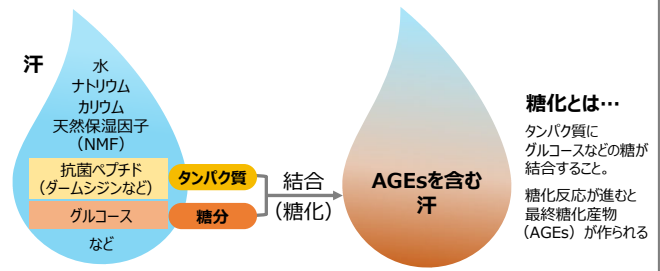 汗
水
ナトリウム
カリウム
天然保湿因子
（NMF）
抗菌ペプチド
（ダームシジンなど）
タンパク質
グルコース
糖分
など
結合
（糖化）
AGEsを含む
汗
糖化とは…
タンパク質に
グルコースなどの糖が
結合すること。
糖化反応が進むと
最終糖化産物
（AGEs）が作られる